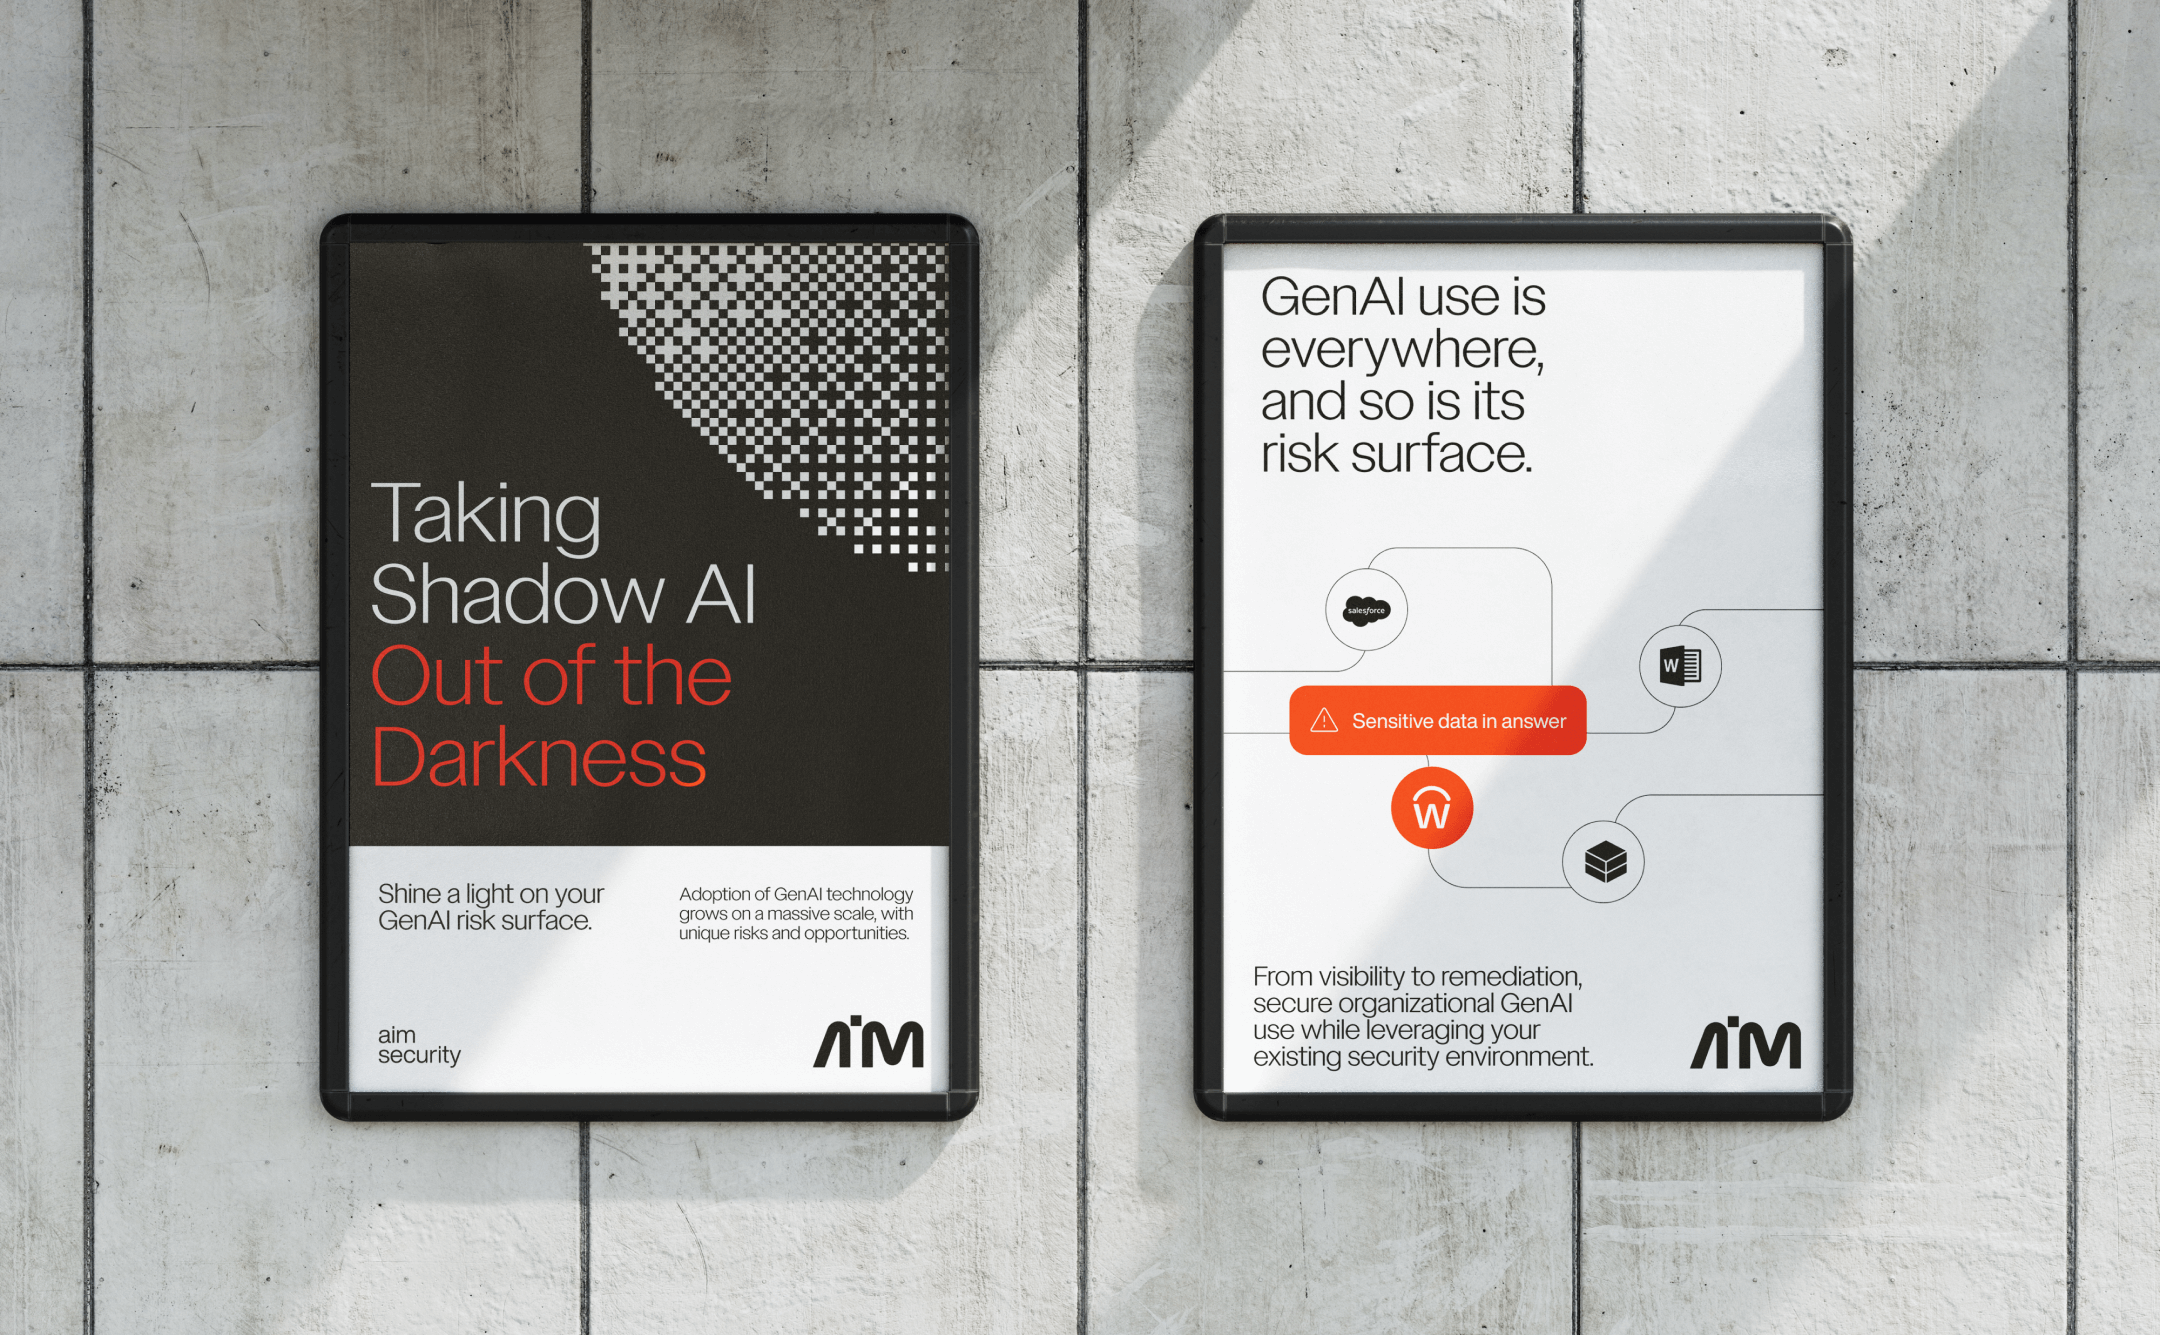 Taking
Shadow AI
Out of the
Darkness
Shine a light on your
GenAI risk surface.
Adoption of GenAI technology
grows on a massive scale, with
unique risks and opportunities.
aim
security
AiM
GenAI use is
everywhere,
and so is its
risk surface.
salesforce
W
Sensitive data in answer
W
From visibility to remediation,
secure organizational GenAI
use while leveraging your
existing security environment.
AiM